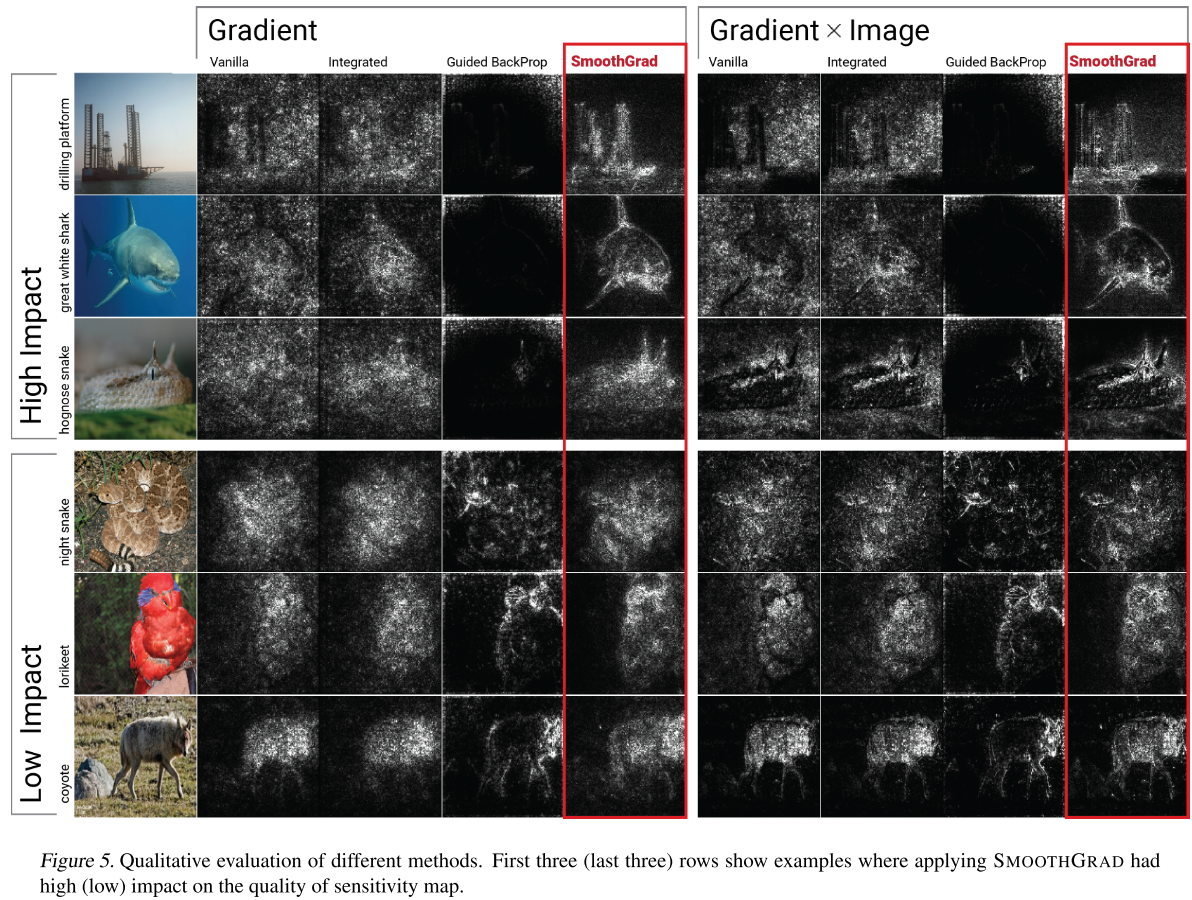 Gradient
Gradient × Image
Vanilla
Integrated
Guided BackProp
SmoothGrad
Vanilla
Integrated
Guided BackProp
SmoothGrad
High Impact
drilling platform
great white shark
hognose snake
Low Impact
night snake
lorikeet
coyote
Figure 5. Qualitative evaluation of different methods. First three (last three) rows show examples where applying SMOOTHGRAD had
high (low) impact on the quality of sensitivity map.